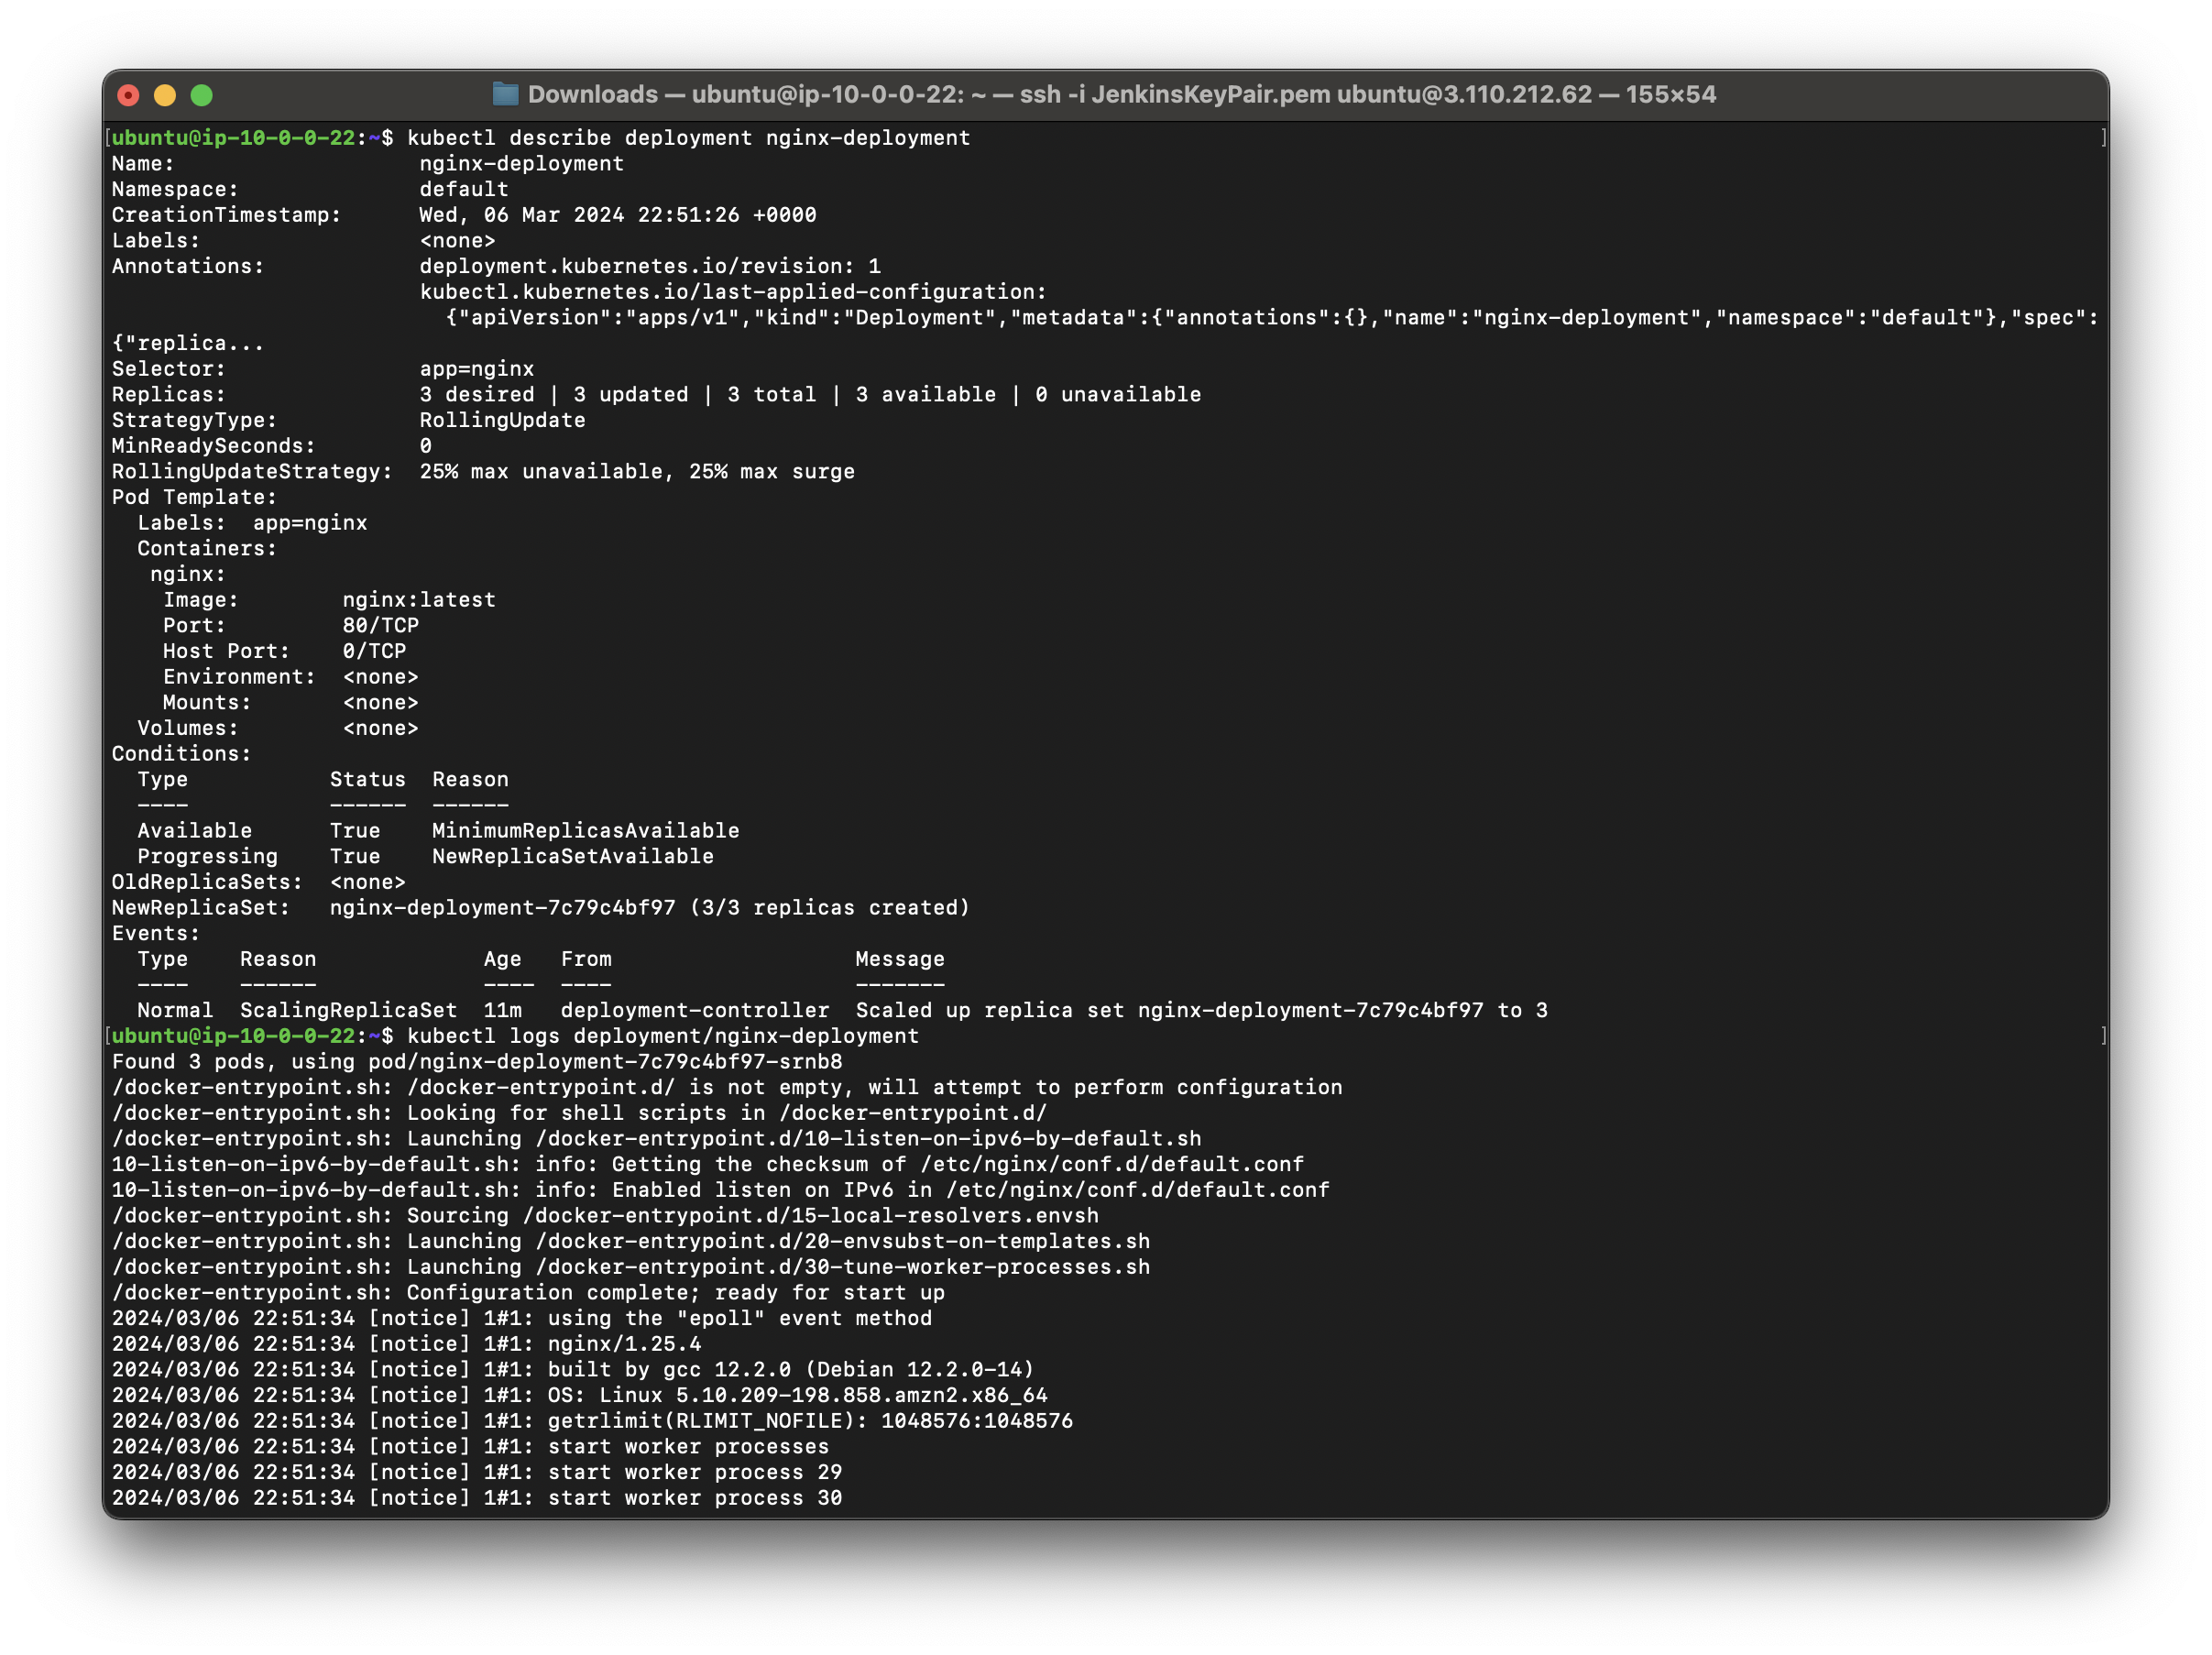 Downloads — ubuntu@ip-10-0-0-22: ~ — ssh -i JenkinsKeyPair.pem ubuntu@3.110.212.62 — 155×54
[ubuntu@ip-10-0-0-22:~$ kubectl describe deployment nginx-deployment ]
Name:                   nginx-deployment
Namespace:              default
CreationTimestamp:      Wed, 06 Mar 2024 22:51:26 +0000
Labels:                 <none>
Annotations:            deployment.kubernetes.io/revision: 1
                        kubectl.kubernetes.io/last-applied-configuration:
                          {"apiVersion":"apps/v1","kind":"Deployment","metadata":{"annotations":{},"name":"nginx-deployment","namespace":"default"},"spec":
{"replica...
Selector:               app=nginx
Replicas:               3 desired | 3 updated | 3 total | 3 available | 0 unavailable
StrategyType:           RollingUpdate
MinReadySeconds:        0
RollingUpdateStrategy:  25% max unavailable, 25% max surge
Pod Template:
  Labels:  app=nginx
  Containers:
   nginx:
    Image:        nginx:latest
    Port:         80/TCP
    Host Port:    0/TCP
    Environment:  <none>
    Mounts:       <none>
  Volumes:        <none>
Conditions:
  Type           Status  Reason
  ----           ------  ------
  Available      True    MinimumReplicasAvailable
  Progressing    True    NewReplicaSetAvailable
OldReplicaSets:  <none>
NewReplicaSet:   nginx-deployment-7c79c4bf97 (3/3 replicas created)
Events:
  Type    Reason             Age   From                   Message
  ----    ------             ----  ----                   -------
  Normal  ScalingReplicaSet  11m   deployment-controller  Scaled up replica set nginx-deployment-7c79c4bf97 to 3
[ubuntu@ip-10-0-0-22:~$ kubectl logs deployment/nginx-deployment ]
Found 3 pods, using pod/nginx-deployment-7c79c4bf97-srnb8
/docker-entrypoint.sh: /docker-entrypoint.d/ is not empty, will attempt to perform configuration
/docker-entrypoint.sh: Looking for shell scripts in /docker-entrypoint.d/
/docker-entrypoint.sh: Launching /docker-entrypoint.d/10-listen-on-ipv6-by-default.sh
10-listen-on-ipv6-by-default.sh: info: Getting the checksum of /etc/nginx/conf.d/default.conf
10-listen-on-ipv6-by-default.sh: info: Enabled listen on IPv6 in /etc/nginx/conf.d/default.conf
/docker-entrypoint.sh: Sourcing /docker-entrypoint.d/15-local-resolvers.envsh
/docker-entrypoint.sh: Launching /docker-entrypoint.d/20-envsubst-on-templates.sh
/docker-entrypoint.sh: Launching /docker-entrypoint.d/30-tune-worker-processes.sh
/docker-entrypoint.sh: Configuration complete; ready for start up
2024/03/06 22:51:34 [notice] 1#1: using the "epoll" event method
2024/03/06 22:51:34 [notice] 1#1: nginx/1.25.4
2024/03/06 22:51:34 [notice] 1#1: built by gcc 12.2.0 (Debian 12.2.0-14)
2024/03/06 22:51:34 [notice] 1#1: OS: Linux 5.10.209-198.858.amzn2.x86_64
2024/03/06 22:51:34 [notice] 1#1: getrlimit(RLIMIT_NOFILE): 1048576:1048576
2024/03/06 22:51:34 [notice] 1#1: start worker processes
2024/03/06 22:51:34 [notice] 1#1: start worker process 29
2024/03/06 22:51:34 [notice] 1#1: start worker process 30